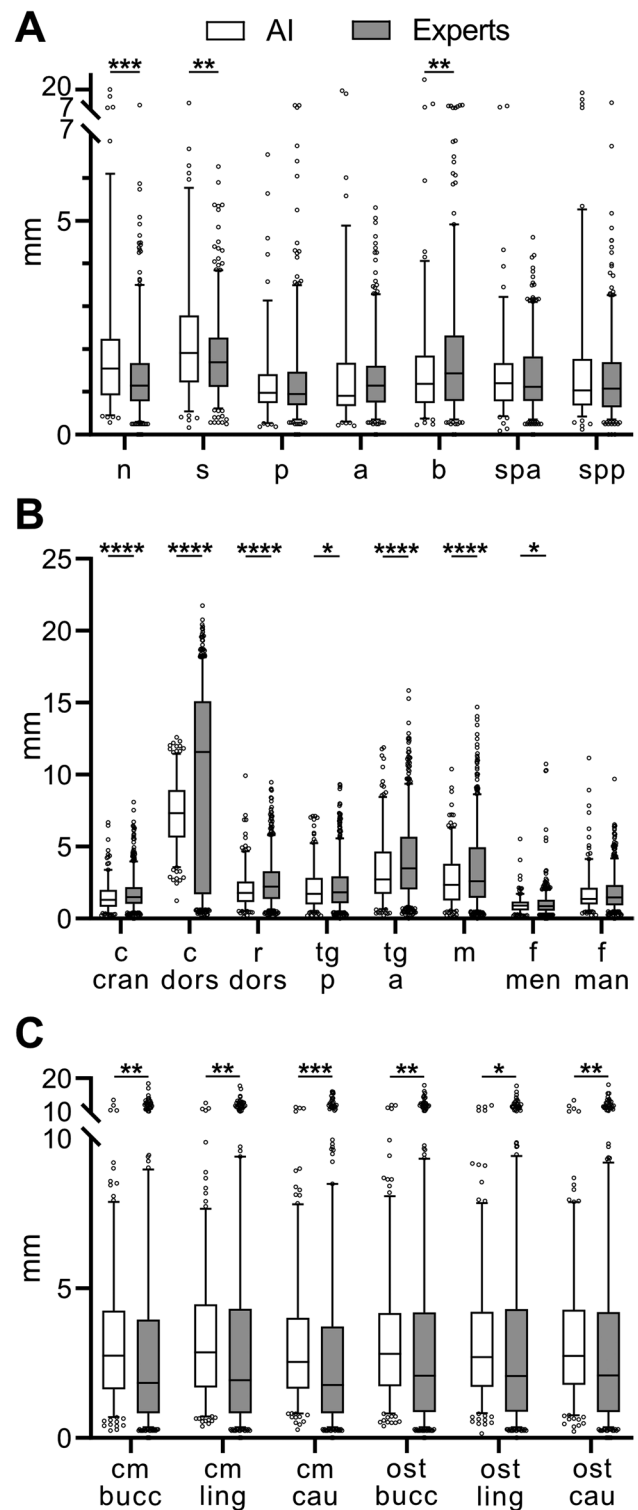 A
AI Experts
*** ** **
20
7
7
5
0
mm
n s p a b spa spp
B
**** **** **** * **** **** *
25
20
15
10
5
0
mm
c c r tg tg m f f
cran dors dors p a men man
C
** ** *** ** * **
20
10
10
5
0
mm
cm cm cm ost ost ost
bucc ling cau bucc ling cau